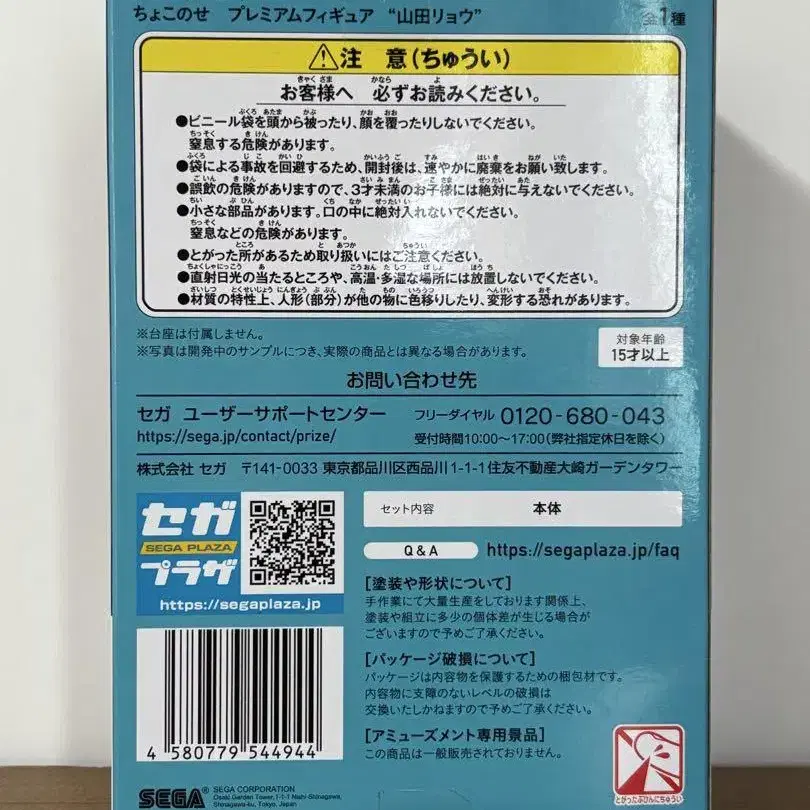 ちょこのせ プレミアムフィギュア “山田リョウ” 全1種
⚠注 意(ちゅうい)
お客様へ 必ずお読みください。
●ビニール袋を頭から被ったり、顔を覆ったりしないでください。
窒息する危険があります。
●袋による事故を回避するため、開封後は、速やかに廃棄をお願い致します。
●誤飲の危険がありますので、3才未満のお子様には絶対に与えないでください。
●小さな部品があります。口の中に絶対入れないでください。
窒息などの危険があります。
●とがった所があるため取り扱いにはご注意ください。
●直射日光の当たるところや、高温・多湿な場所には放置しないでください。
●材質の特性上、人形(部分)が他の物に色移りしたり、変形する恐れがあります。
※台座は付属しません。
※写真は開発中のサンプルにつき、実際の商品とは異なる場合があります。
対象年齢
15才以上
お問い合わせ先
セガ ユーザーサポートセンター フリーダイヤル 0120-680-043
https://sega.jp/contact/prize/ 受付時間10:00~17:00(弊社指定休日を除く)
株式会社 セガ 〒141-0033 東京都品川区西品川1-1-1住友不動産大崎ガーデンタワー
セガ
SEGA PLAZA
プラザ
https://segaplaza.jp
セット内容 本体
Q & A https://segaplaza.jp/faq
[塗装や形状について]
手作業にて大量生産をしております関係上、
塗装や組立に多少の個体差が生じる場合が
ございますので予めご了承ください。
[パッケージ破損について]
パッケージは内容物を保護するための梱包材です。
内容物に支障のないレベルの破損は
交換いたしかねますので予めご了承ください。
[アミューズメント専用景品]
この商品は一般販売されておりません。
4 580779 544944
SEGA
SEGA CORPORATION
Osaki Garden Tower, 1-1-1 Nishi-Shinagawa,
Shinagawa-ku, Tokyo, Japan
とがったぶひんにちゅうい